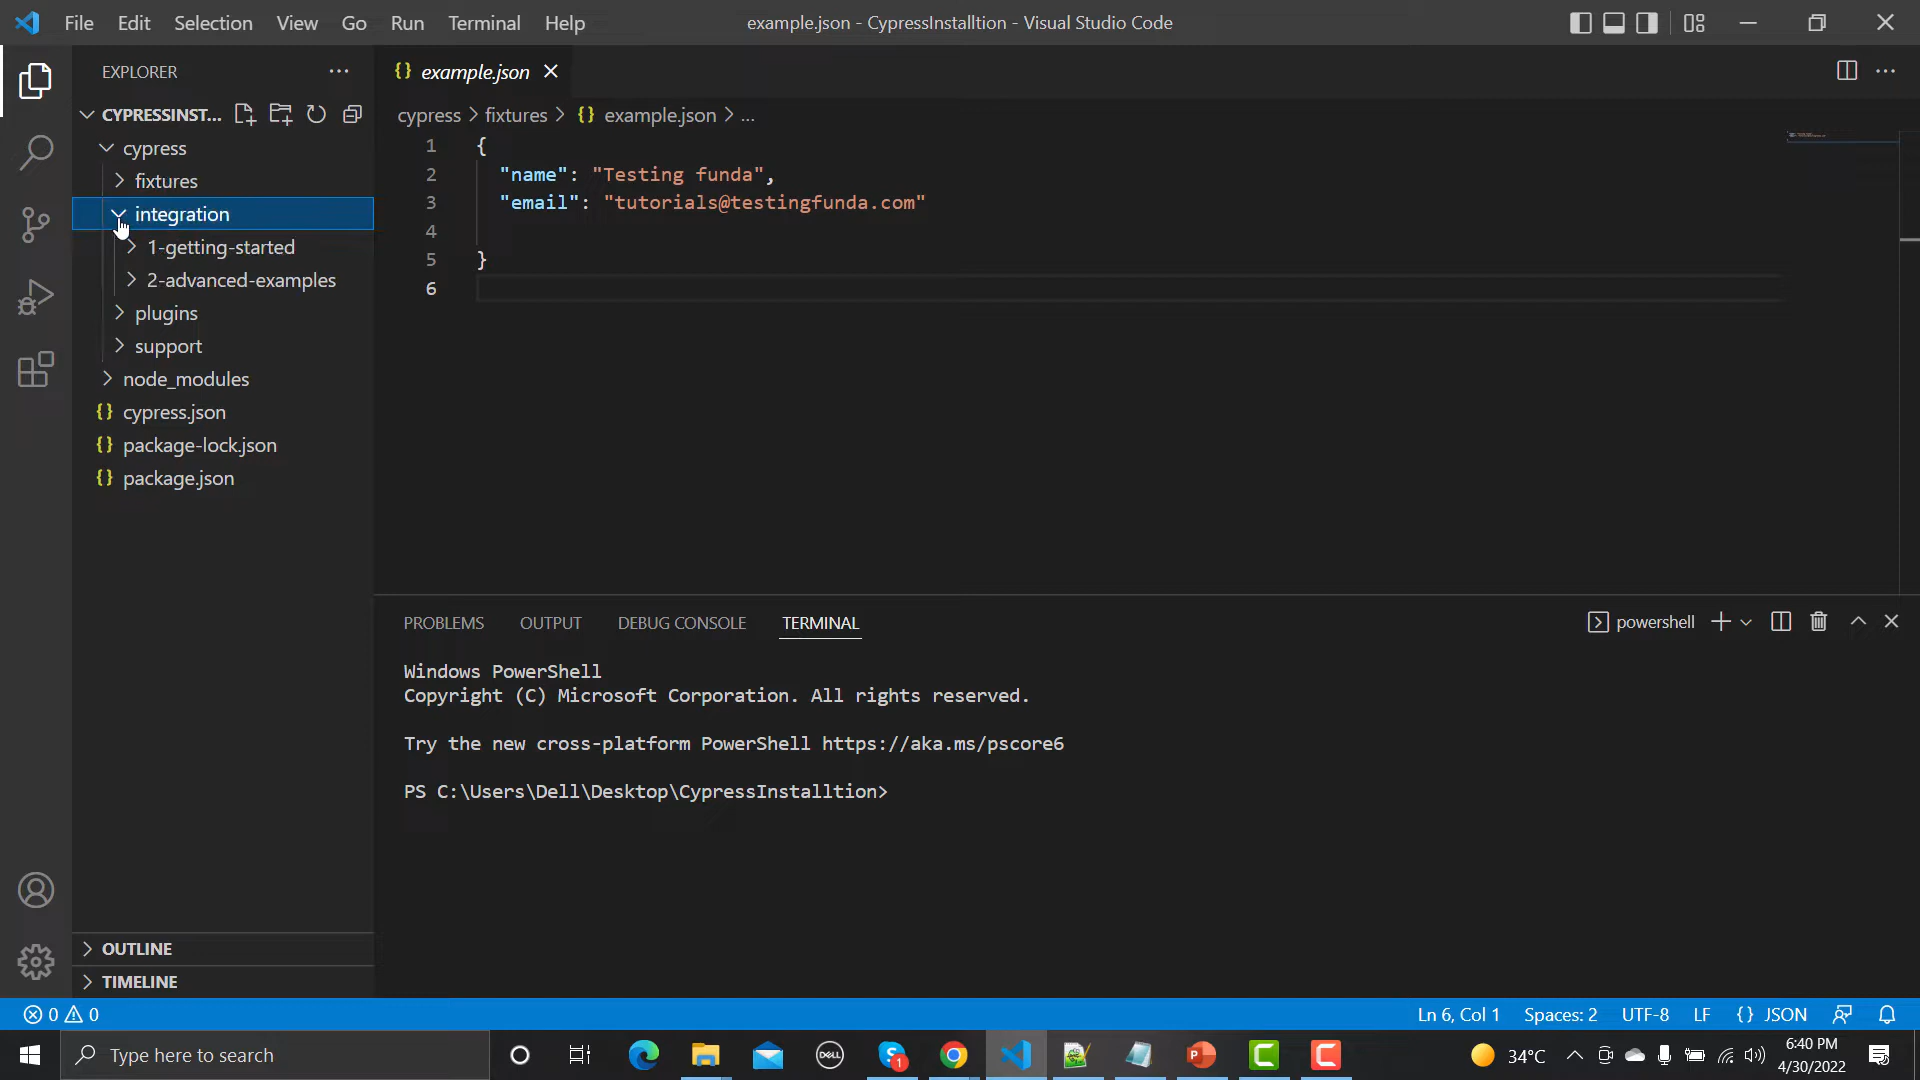 File Edit Selection View Go Run Terminal Help
example.json - CypressInstalltion - Visual Studio Code
EXPLORER
CYPRESSINST...
cypress
fixtures
integration
1-getting-started
2-advanced-examples
plugins
support
node_modules
cypress.json
package-lock.json
package.json
OUTLINE
TIMELINE
{} example.json
cypress > fixtures > {} example.json > ...
1 {
2 "name": "Testing funda",
3 "email": "tutorials@testingfunda.com"
4
5 }
6
PROBLEMS OUTPUT DEBUG CONSOLE TERMINAL
powershell
Windows PowerShell
Copyright (C) Microsoft Corporation. All rights reserved.
Try the new cross-platform PowerShell https://aka.ms/pscore6
PS C:\Users\Dell\Desktop\CypressInstalltion>
0 0
Ln 6, Col 1 Spaces: 2 UTF-8 LF {} JSON
Type here to search
DELL
1
34°C
6:40 PM
4/30/2022